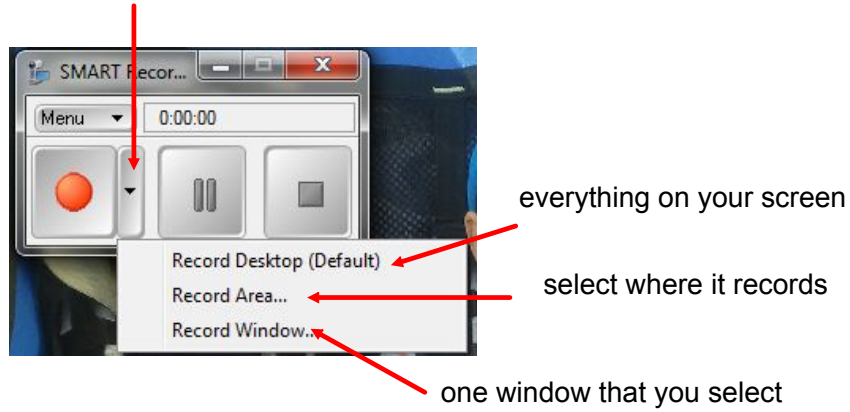 SMART Recor...
Menu 0:00:00
everything on your screen
Record Desktop (Default)
select where it records
Record Area...
Record Window...
one window that you select